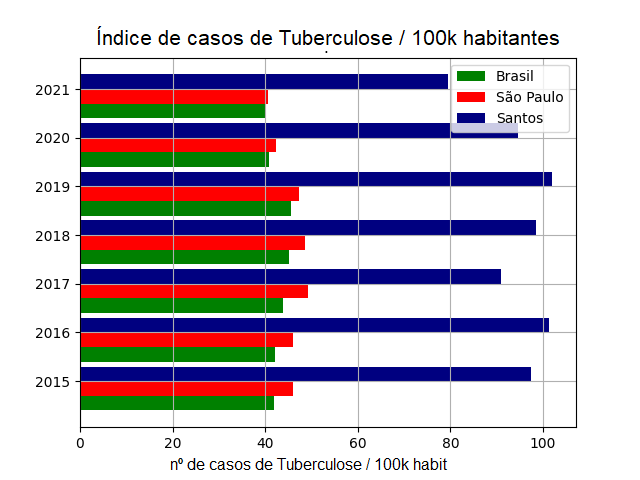 Índice de casos de Tuberculose / 100k habitantes
Brasil
São Paulo
Santos
2021
2020
2019
2018
2017
2016
2015
0 20 40 60 80 100
nº de casos de Tuberculose / 100k habit